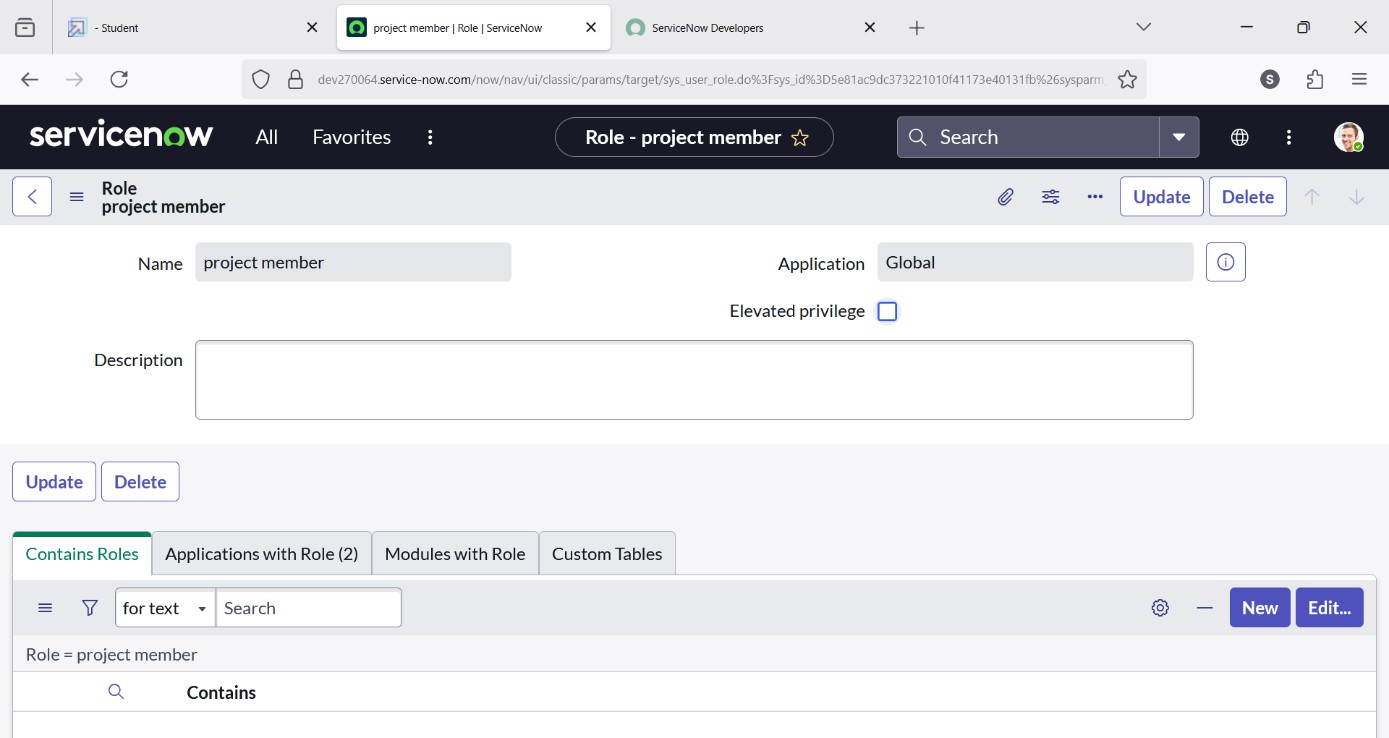 - Student
project member | Role | ServiceNow
ServiceNow Developers
dev270064.service-now.com/now/nav/ui/classic/params/target/sys_user_role.do%3Fsys_id%3D5e81ac9dc373221010f41173e40131fb%26sysparm_
S
servicenow
All
Favorites
Role - project member
Search
Role
project member
Update
Delete
Name
project member
Application
Global
Elevated privilege
Description
Update
Delete
Contains Roles
Applications with Role (2)
Modules with Role
Custom Tables
for text
Search
New
Edit...
Role = project member
Contains